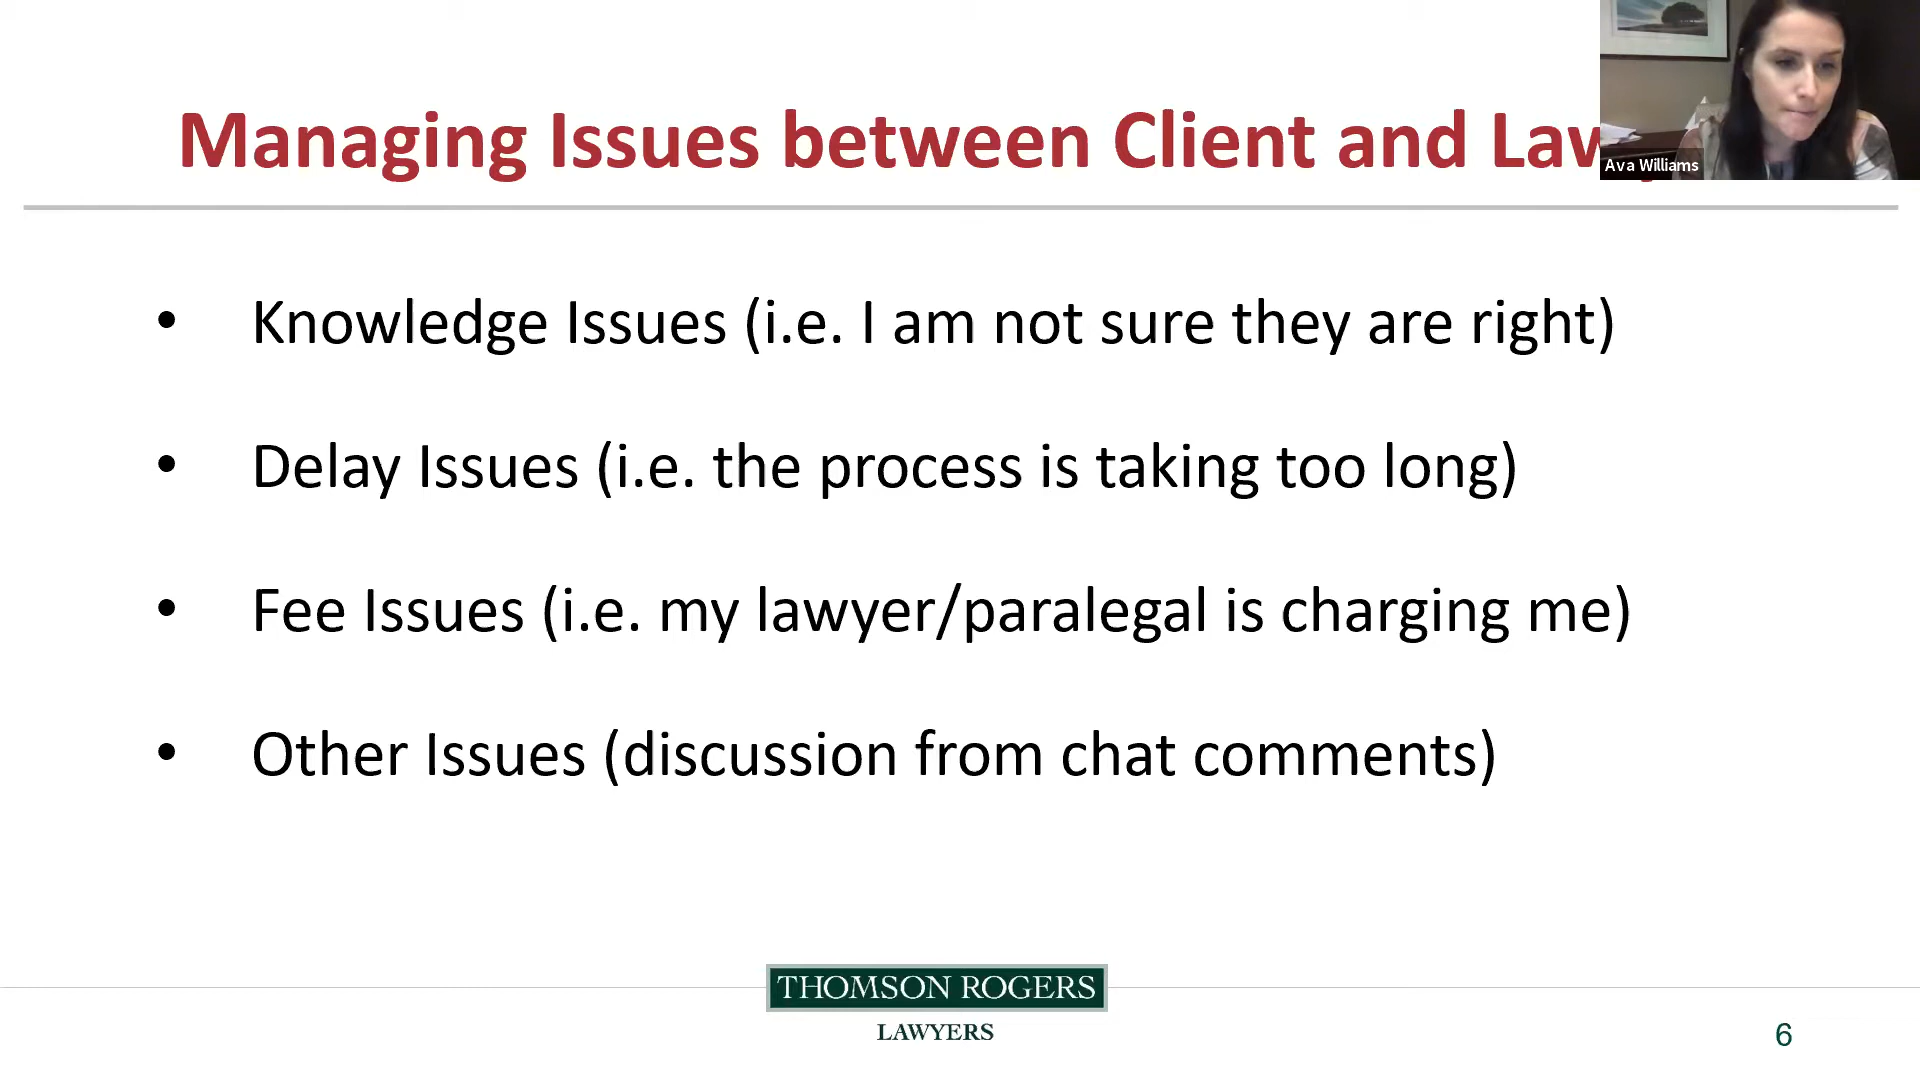 Managing Issues between Client and Law
Ava Williams
• Knowledge Issues (i.e. I am not sure they are right)
• Delay Issues (i.e. the process is taking too long)
• Fee Issues (i.e. my lawyer/paralegal is charging me)
• Other Issues (discussion from chat comments)
THOMSON ROGERS
LAWYERS
6